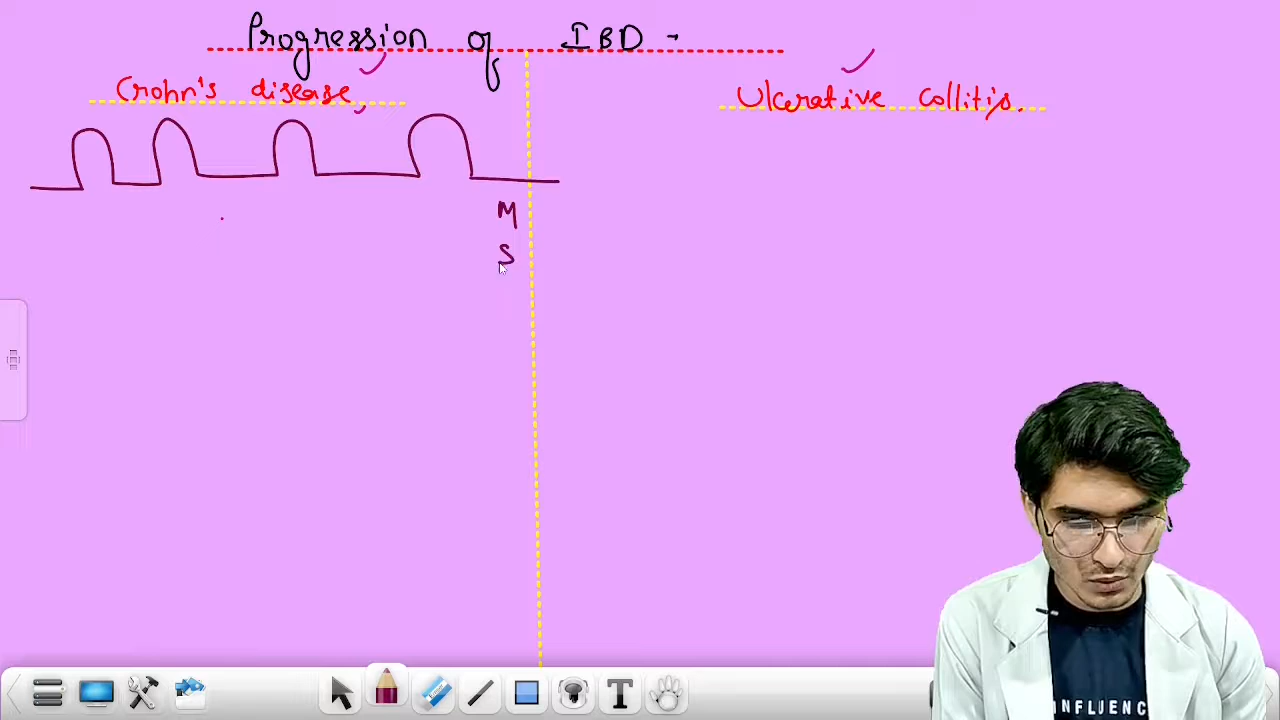 Progression of IBD -
Crohn's disease,
Ulcerative Collitis.
M
S
INFLUENC